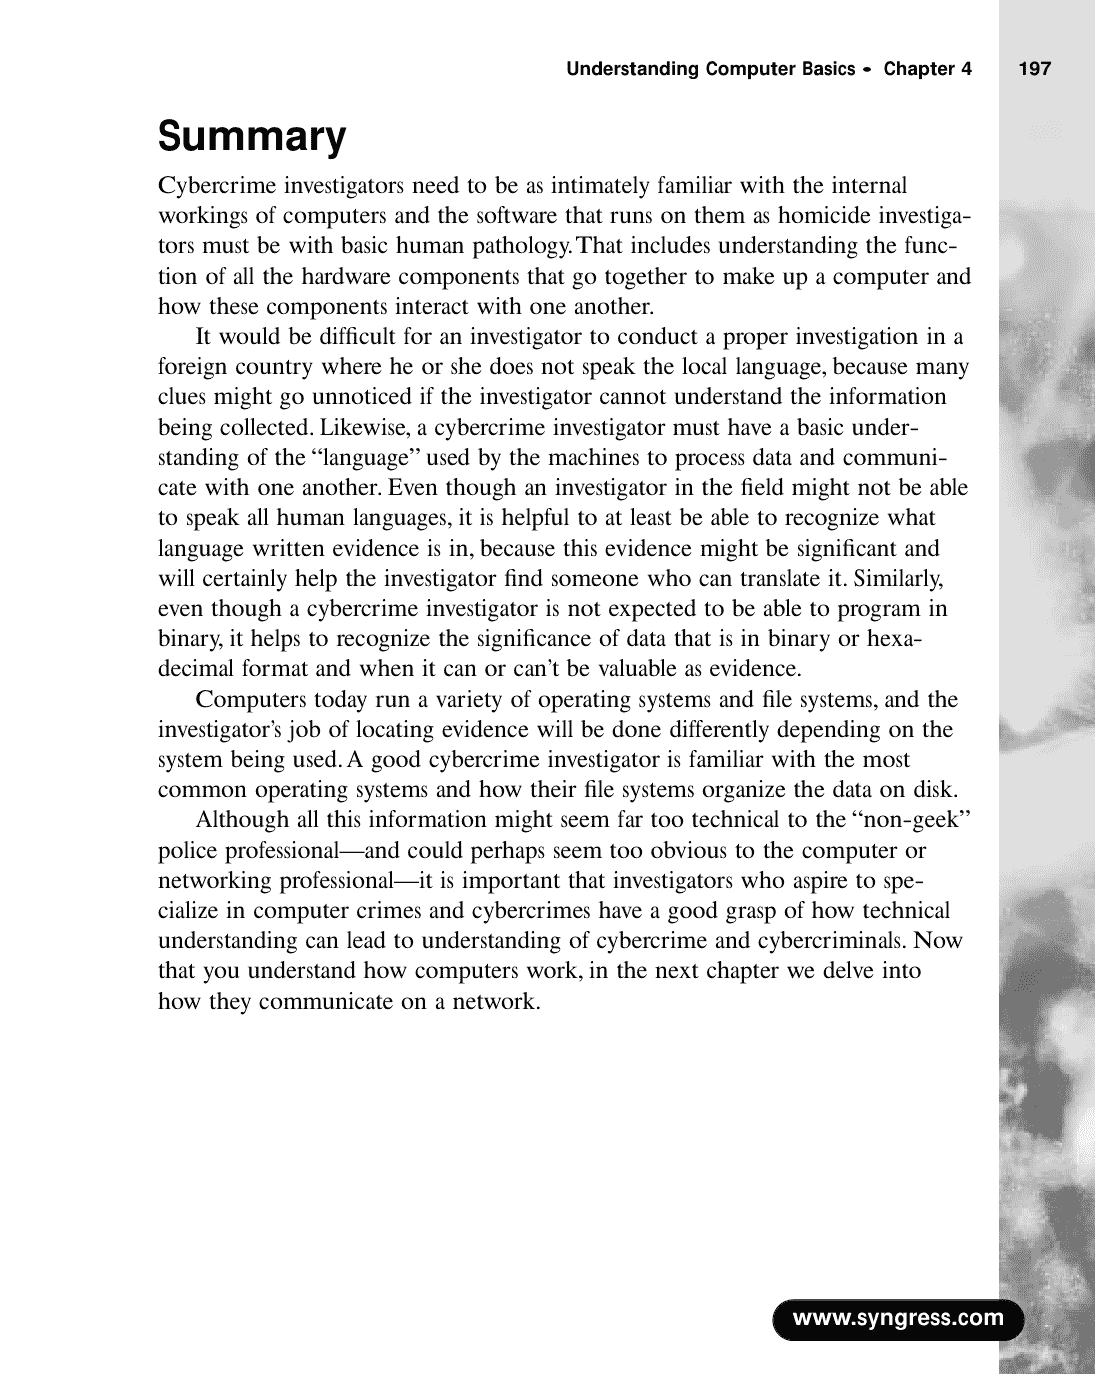 Understanding Computer Basics • Chapter 4 197
Summary
Cybercrime investigators need to be as intimately familiar with the internal
workings of computers and the software that runs on them as homicide investiga-
tors must be with basic human pathology. That includes understanding the func-
tion of all the hardware components that go together to make up a computer and
how these components interact with one another.
It would be difficult for an investigator to conduct a proper investigation in a
foreign country where he or she does not speak the local language, because many
clues might go unnoticed if the investigator cannot understand the information
being collected. Likewise, a cybercrime investigator must have a basic under-
standing of the “language” used by the machines to process data and communi-
cate with one another. Even though an investigator in the field might not be able
to speak all human languages, it is helpful to at least be able to recognize what
language written evidence is in, because this evidence might be significant and
will certainly help the investigator find someone who can translate it. Similarly,
even though a cybercrime investigator is not expected to be able to program in
binary, it helps to recognize the significance of data that is in binary or hexa-
decimal format and when it can or can’t be valuable as evidence.
Computers today run a variety of operating systems and file systems, and the
investigator’s job of locating evidence will be done differently depending on the
system being used. A good cybercrime investigator is familiar with the most
common operating systems and how their file systems organize the data on disk.
Although all this information might seem far too technical to the “non-geek”
police professional—and could perhaps seem too obvious to the computer or
networking professional—it is important that investigators who aspire to spe-
cialize in computer crimes and cybercrimes have a good grasp of how technical
understanding can lead to understanding of cybercrime and cybercriminals. Now
that you understand how computers work, in the next chapter we delve into
how they communicate on a network.
www.syngress.com